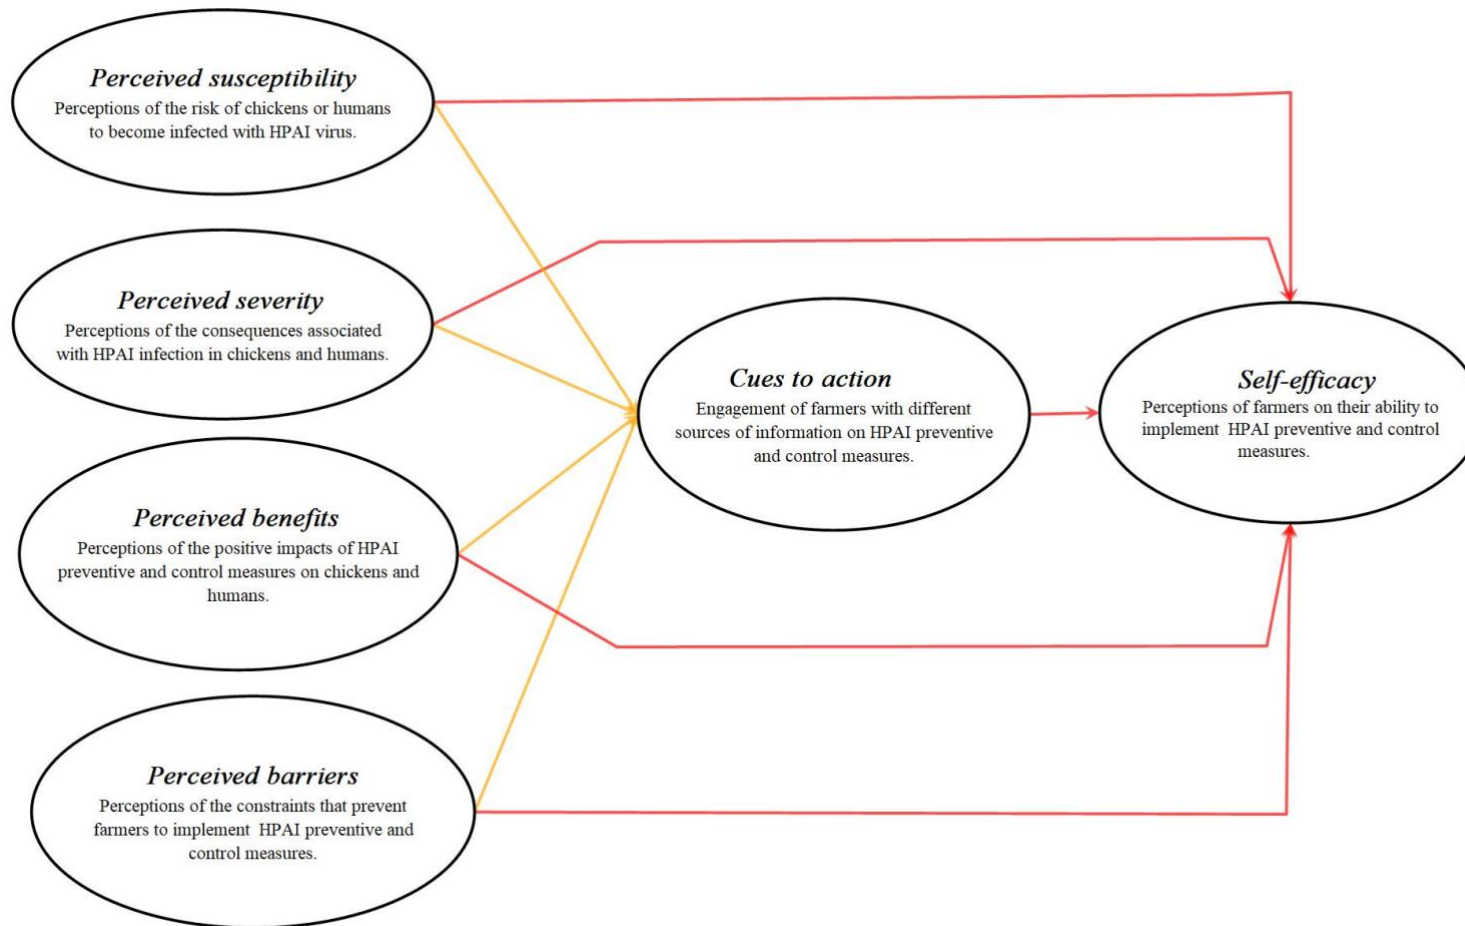 Perceived susceptibility
Perceptions of the risk of chickens or humans
to become infected with HPAI virus.
Perceived severity
Perceptions of the consequences associated
with HPAI infection in chickens and humans.
Perceived benefits
Perceptions of the positive impacts of HPAI
preventive and control measures on chickens and
humans.
Perceived barriers
Perceptions of the constraints that prevent
farmers to implement HPAI preventive and
control measures.
Cues to action
Engagement of farmers with different
sources of information on HPAI preventive
and control measures.
Self-efficacy
Perceptions of farmers on their ability to
implement HPAI preventive and control
measures.